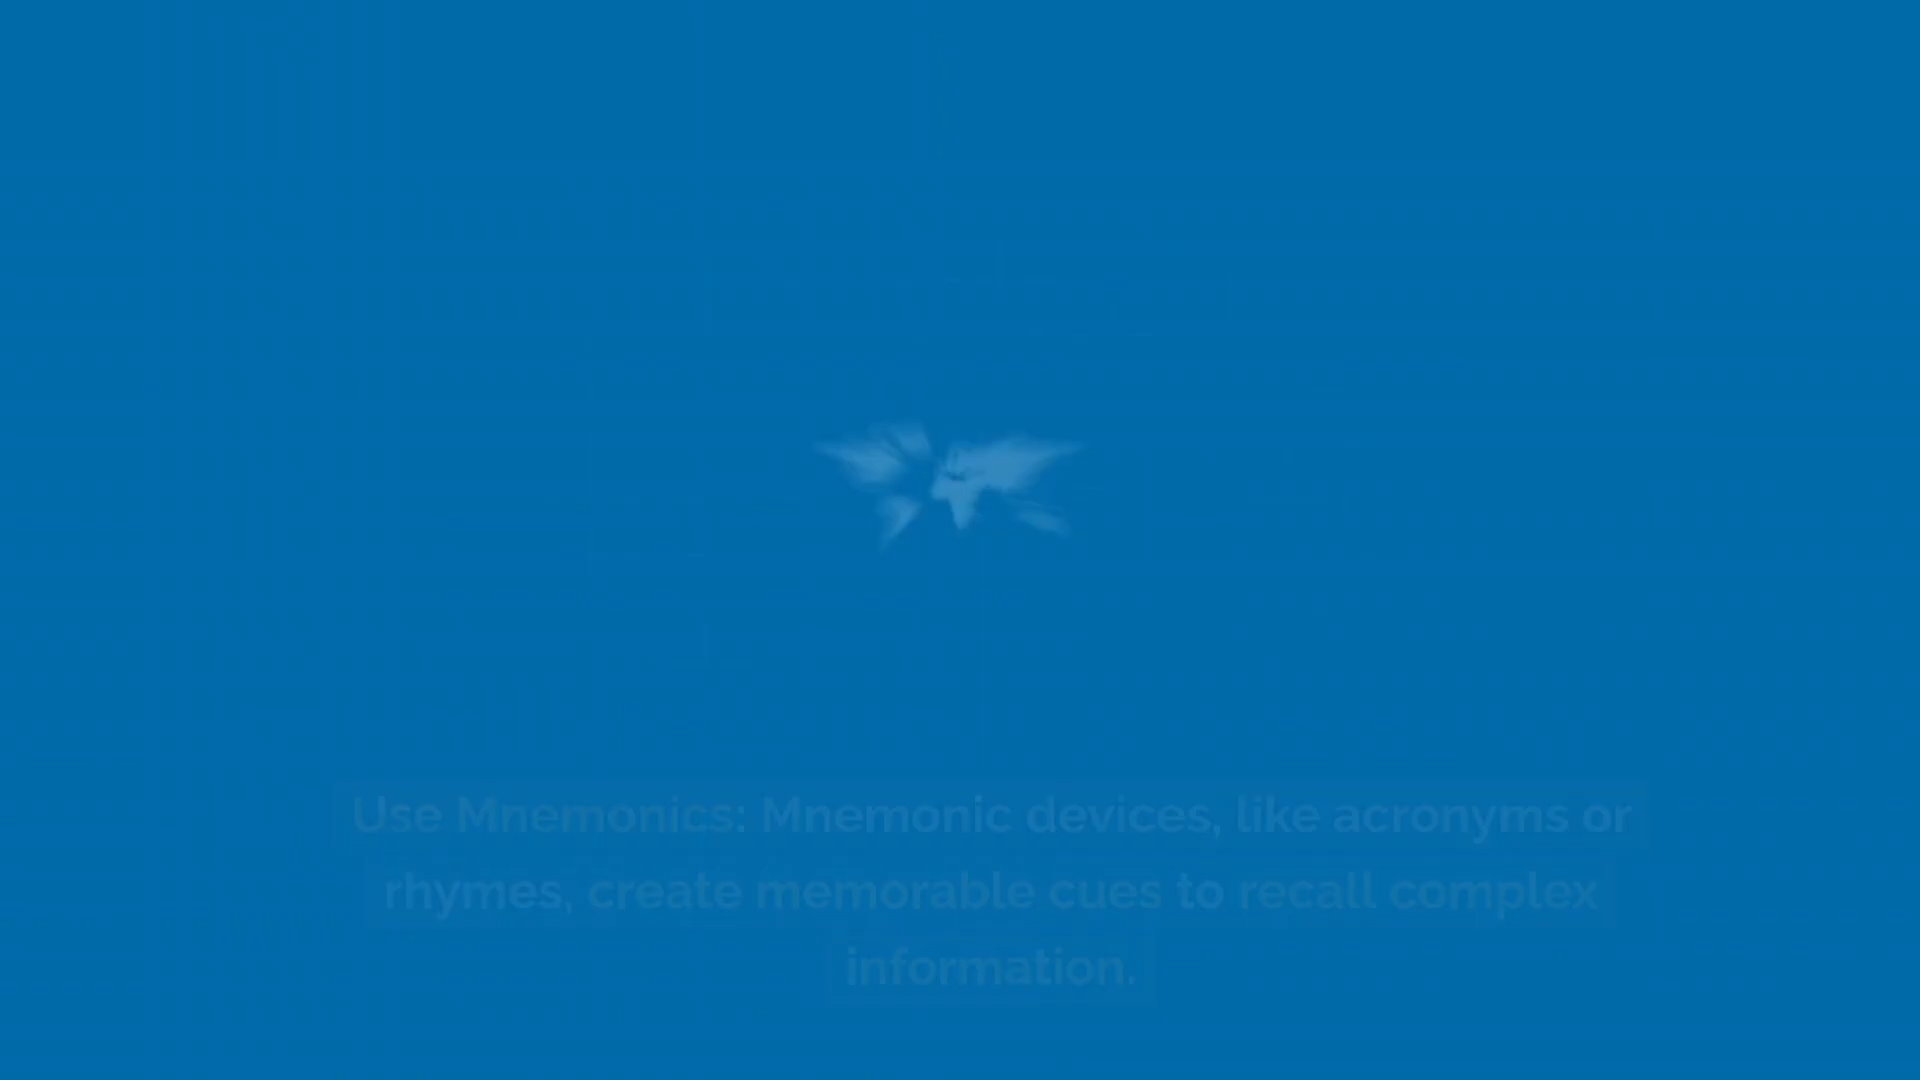 Use Mnemonics: Mnemonic devices, like acronyms or
rhymes, create memorable cues to recall complex
information.